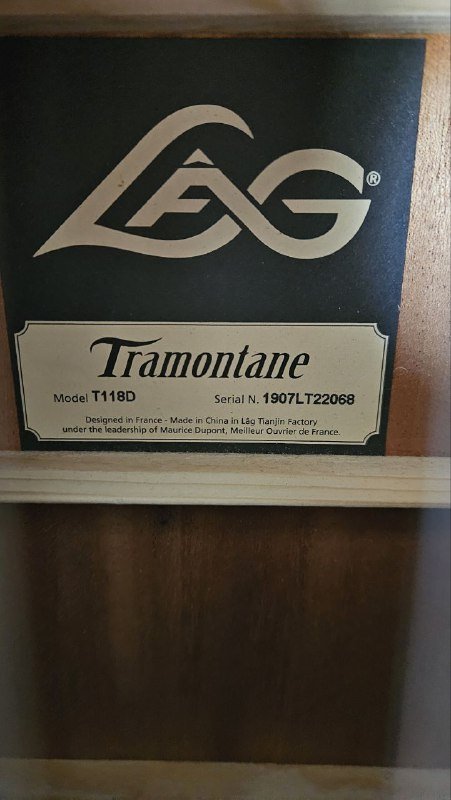 LÂG®
Tramontane
Model T118D Serial N. 1907LT22068
Designed in France - Made in China in Lâg Tianjin Factory
under the leadership of Maurice Dupont, Meilleur Ouvrier de France.